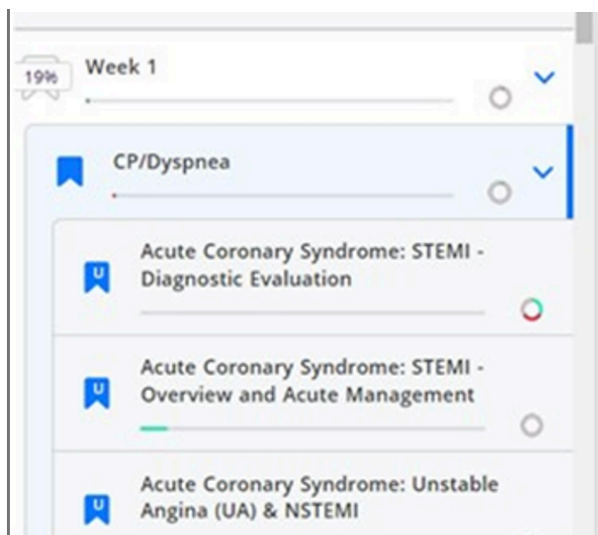 Week 1
19%
CP/Dyspnea
Acute Coronary Syndrome: STEMI -
Diagnostic Evaluation
U
Acute Coronary Syndrome: STEMI -
Overview and Acute Management
U
Acute Coronary Syndrome: Unstable
Angina (UA) & NSTEMI
U